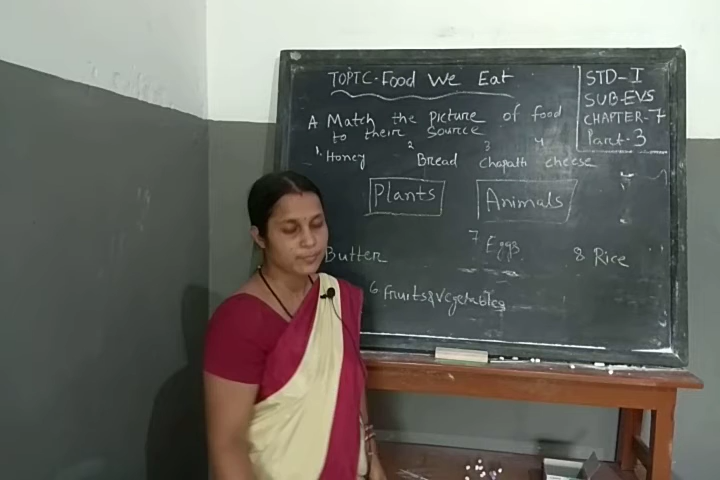 TOPIC-Food We Eat
STD-I
SUB-EVS
CHAPTER-7
Part-3
A Match the picture of food
to their source
1. Honey 2 Bread 3 chapath 4 cheese
Plants Animals
Butter 7 Eggs 8 Rice
6 Fruits & Vegetables